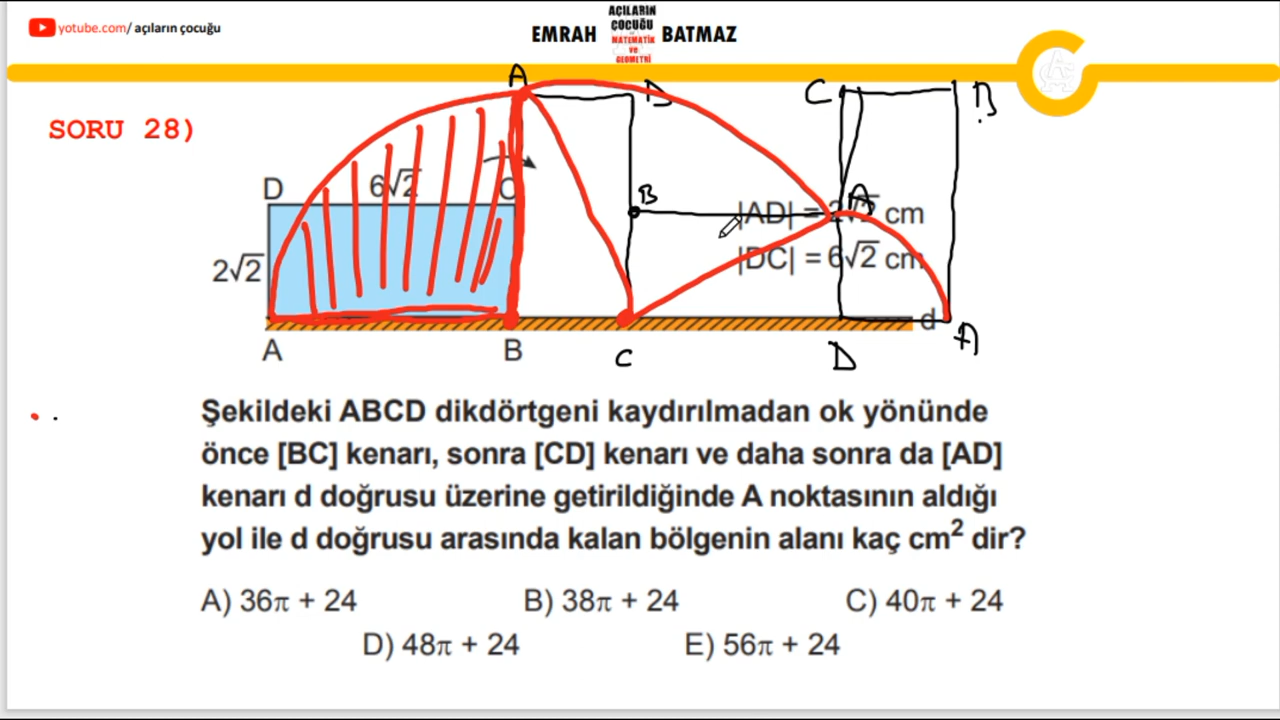 yotube.com/ açıların çocuğu
EMRAH
AÇILARIN
ÇOCUĞU
MATEMATİK
ve
GEOMETRİ
BATMAZ
SORU 28)
A
D
C
B
D
6√2
C
B
A
|AD| = 2√2 cm
2√2
|DC| = 6√2 cm
d
A
B
C
D
A
Şekildeki ABCD dikdörtgeni kaydırılmadan ok yönünde
önce [BC] kenarı, sonra [CD] kenarı ve daha sonra da [AD]
kenarı d doğrusu üzerine getirildiğinde A noktasının aldığı
yol ile d doğrusu arasında kalan bölgenin alanı kaç cm² dir?
A) 36π + 24
B) 38π + 24
C) 40π + 24
D) 48π + 24
E) 56π + 24